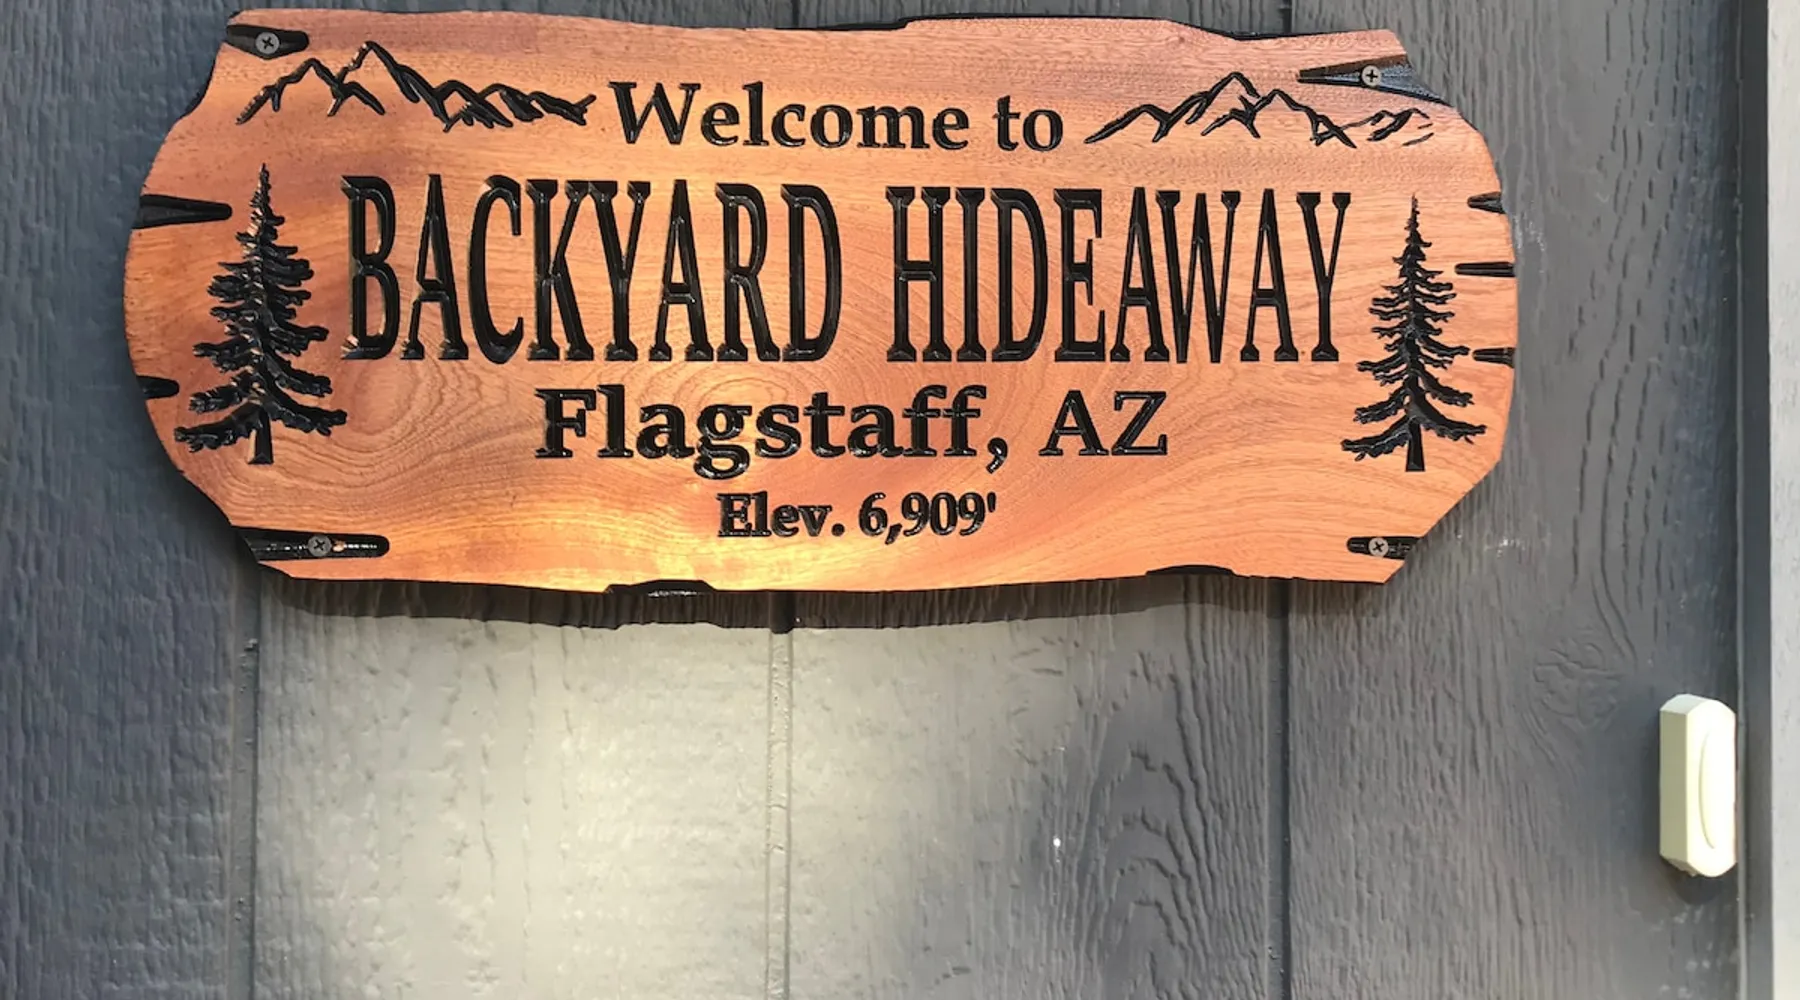 Welcome to
BACKYARD HIDEAWAY
Flagstaff, AZ
Elev. 6,909'